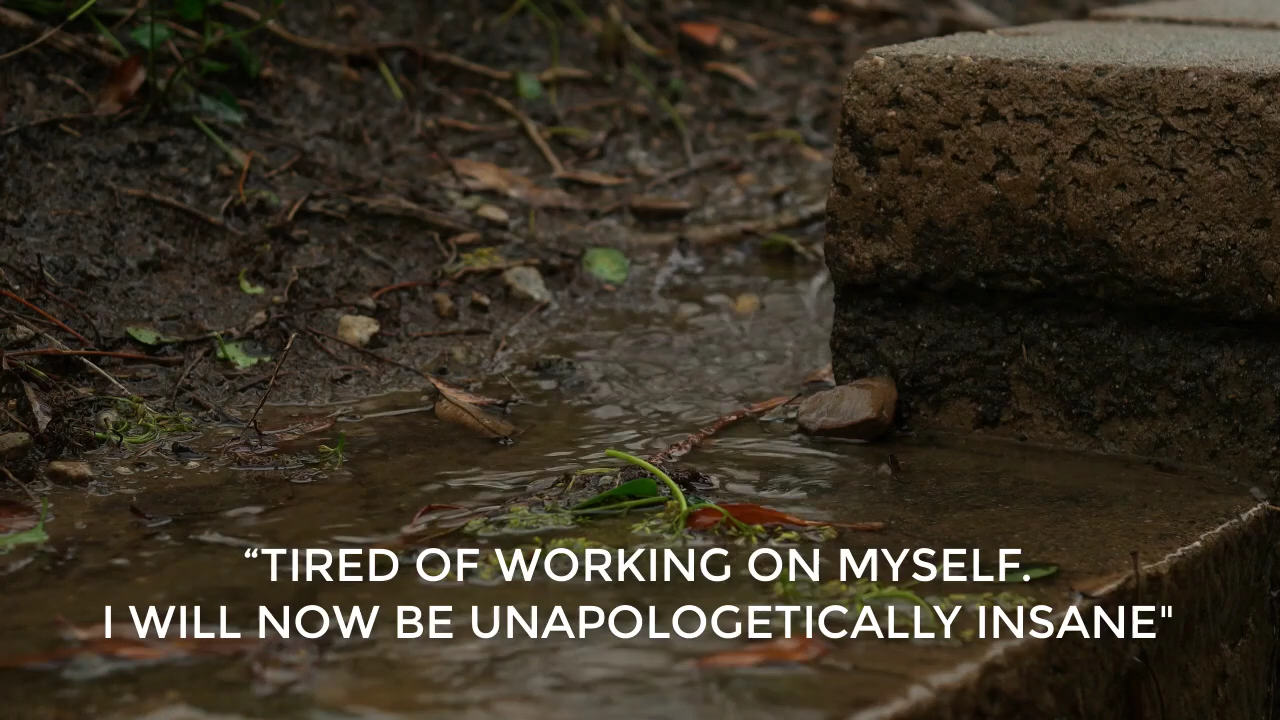 “TIRED OF WORKING ON MYSELF.
I WILL NOW BE UNAPOLOGETICALLY INSANE"